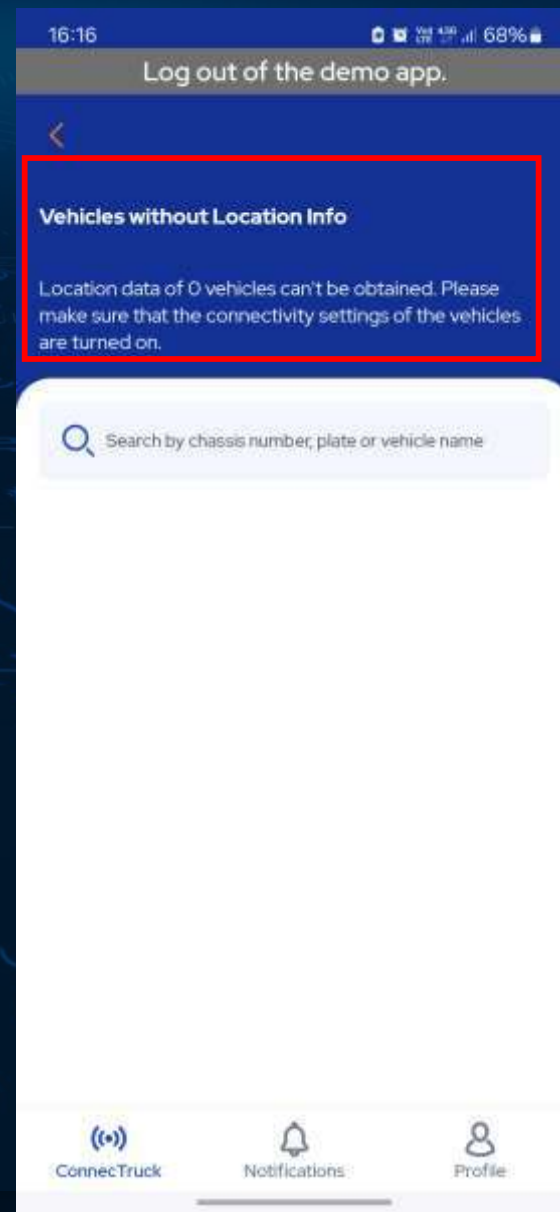 16:16
68%
Log out of the demo app.
Vehicles without Location Info
Location data of 0 vehicles can't be obtained. Please
make sure that the connectivity settings of the vehicles
are turned on.
Search by chassis number, plate or vehicle name
ConnecTruck
Notifications
Profile